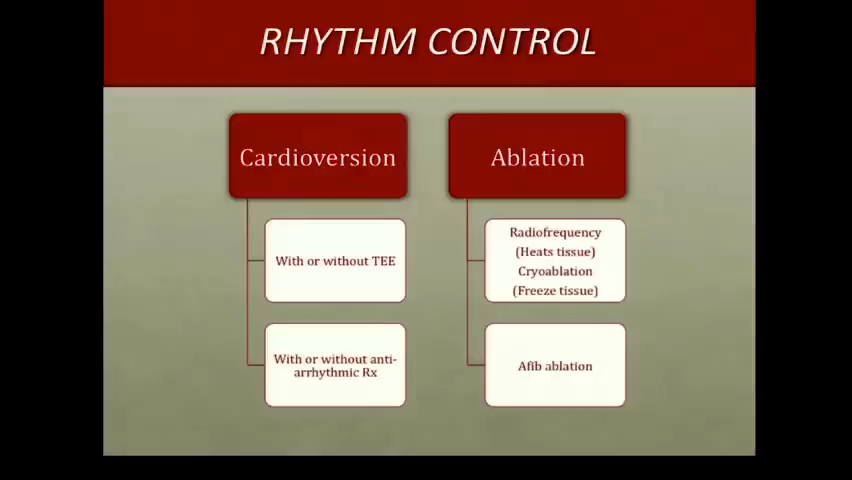 RHYTHM CONTROL
Cardioversion
With or without TEE
With or without anti-
arrhythmic Rx
Ablation
Radiofrequency
(Heats tissue)
Cryoablation
(Freeze tissue)
Afib ablation